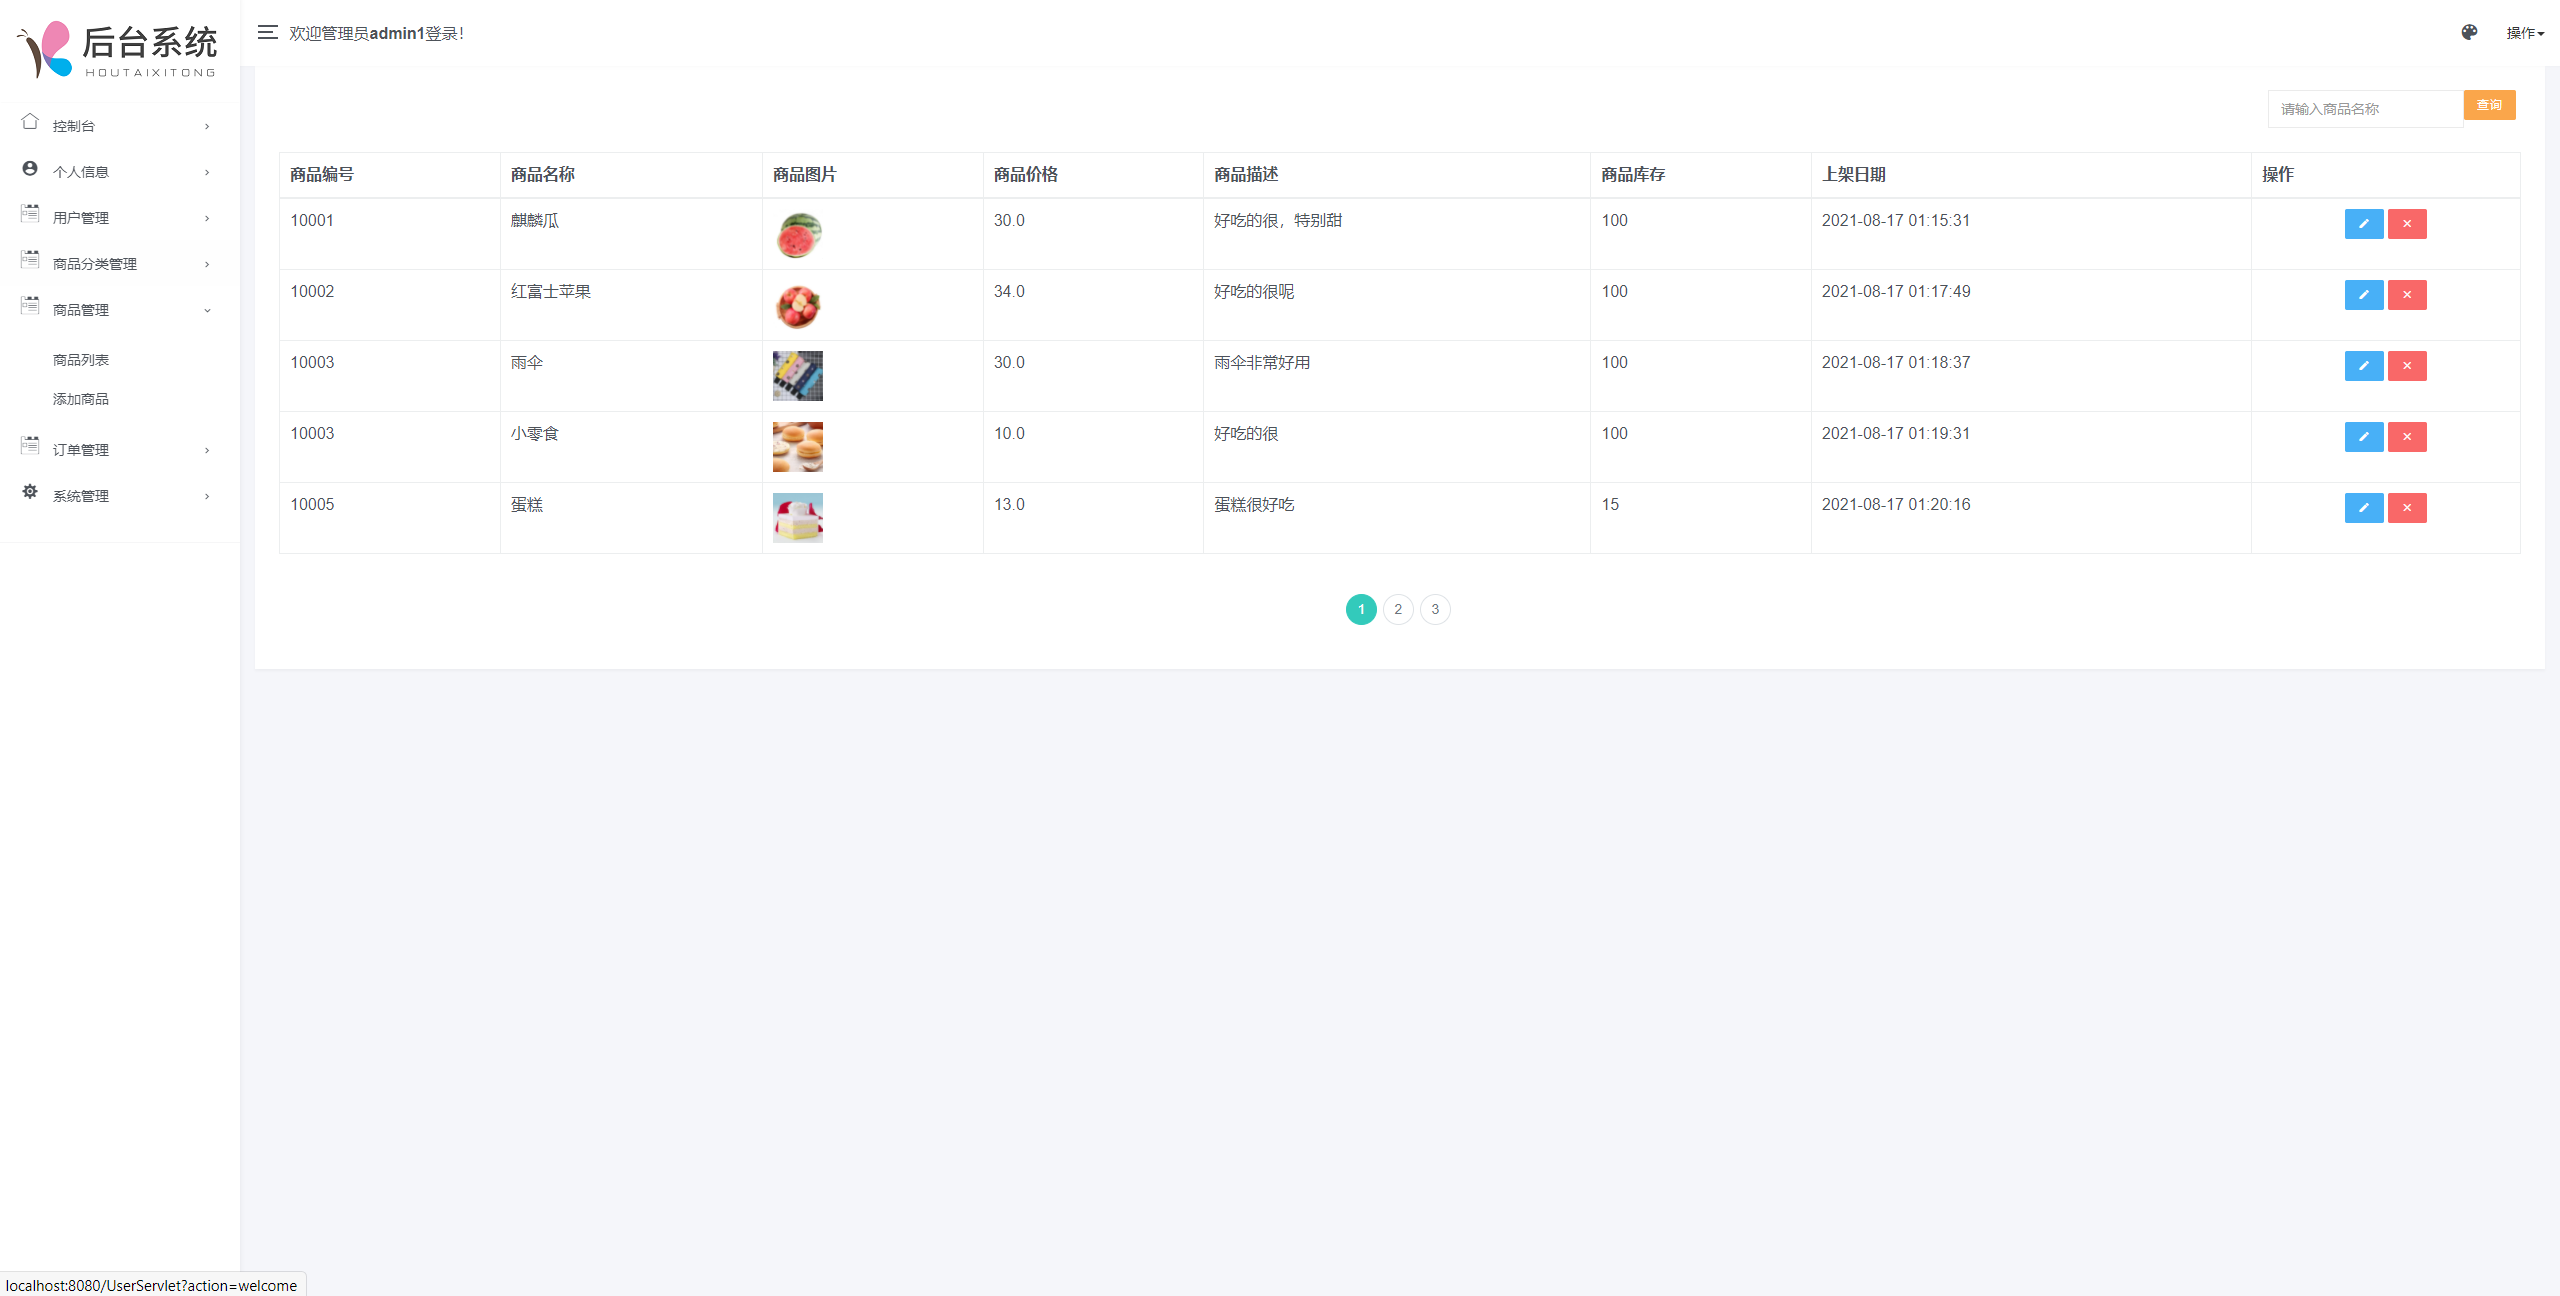 后台系统
HOUTAIXITONG
欢迎管理员admin1登录！
操作
控制台
个人信息
用户管理
商品分类管理
商品管理
商品列表
添加商品
订单管理
系统管理
请输入商品名称 查询
商品编号 商品名称 商品图片 商品价格 商品描述 商品库存 上架日期 操作
10001 麒麟瓜 30.0 好吃的很，特别甜 100 2021-08-17 01:15:31
10002 红富士苹果 34.0 好吃的很呢 100 2021-08-17 01:17:49
10003 雨伞 30.0 雨伞非常好用 100 2021-08-17 01:18:37
10003 小零食 10.0 好吃的很 100 2021-08-17 01:19:31
10005 蛋糕 13.0 蛋糕很好吃 15 2021-08-17 01:20:16
1 2 3
localhost:8080/UserServlet?action=welcome